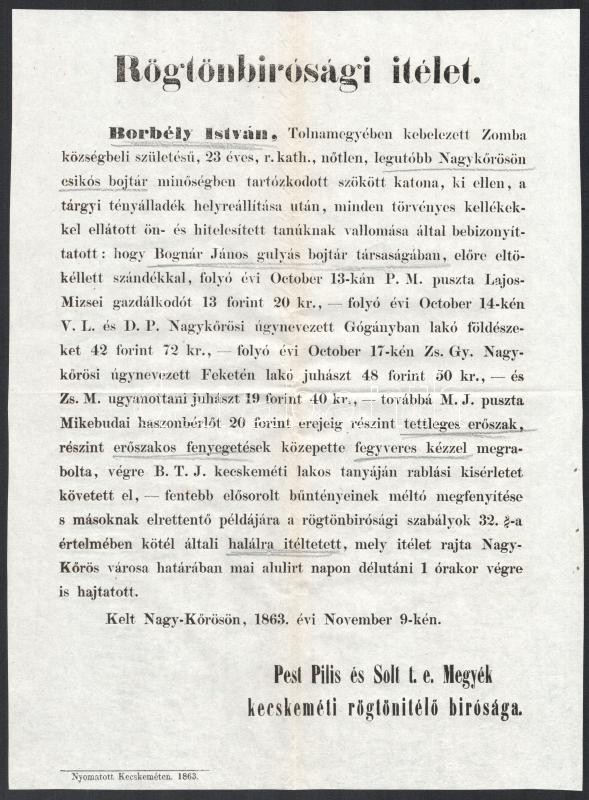 Rögtönbirósági itélet.
Borbély István, Tolnamegyében kebelezett Zomba
községbeli születésű, 23 éves, r. kath., nőtlen, legutóbb Nagykőrösön
csikós bojtár minőségben tartózkodott szökött katona, ki ellen, a
tárgyi tényálladék helyreállítása után, minden törvényes kellékek-
kel ellátott ön- és hitelesített tanúknak vallomása által bebizonyít-
tatott: hogy Bognár János gulyás bojtár társaságában, előre eltö-
kéllett szándékkal, folyó évi October 13-kán P. M. puszta Lajos-
Mizsei gazdálkodót 13 forint 20 kr., — folyó évi October 14-kén
V. L. és D. P. Nagykőrösi úgynevezett Gógányban lakó földésze-
ket 42 forint 72 kr., — folyó évi October 17-kén Zs. Gy. Nagy-
kőrösi úgynevezett Feketén lakó juhászt 48 forint 50 kr., — és
Zs. M. ugyanottani juhászt 19 forint 40 kr., — továbbá M. J. puszta
Mikebudai haszonbérlőt 20 forint erejeig részint tettleges erőszak,
részint erőszakos fenyegetések közepette fegyveres kézzel megra-
bolta, végre B. T. J. kecskeméti lakos tanyáján rablási kisérletet
követett el, — fentebb elősorolt bűntényeinek méltó megfenyítése
s másoknak elrettentő példájára a rögtönbirósági szabályok 32. §-a
értelmében kötél általi halálra itéltetett, mely itélet rajta Nagy-
Kőrös városa határában mai alulirt napon délutáni 1 órakor végre
is hajtatott.
Kelt Nagy-Kőrösön, 1863. évi November 9-kén.
Pest Pilis és Solt t. e. Megyék
kecskeméti rögtönitélő birósága.
Nyomatott Kecskeméten. 1863.